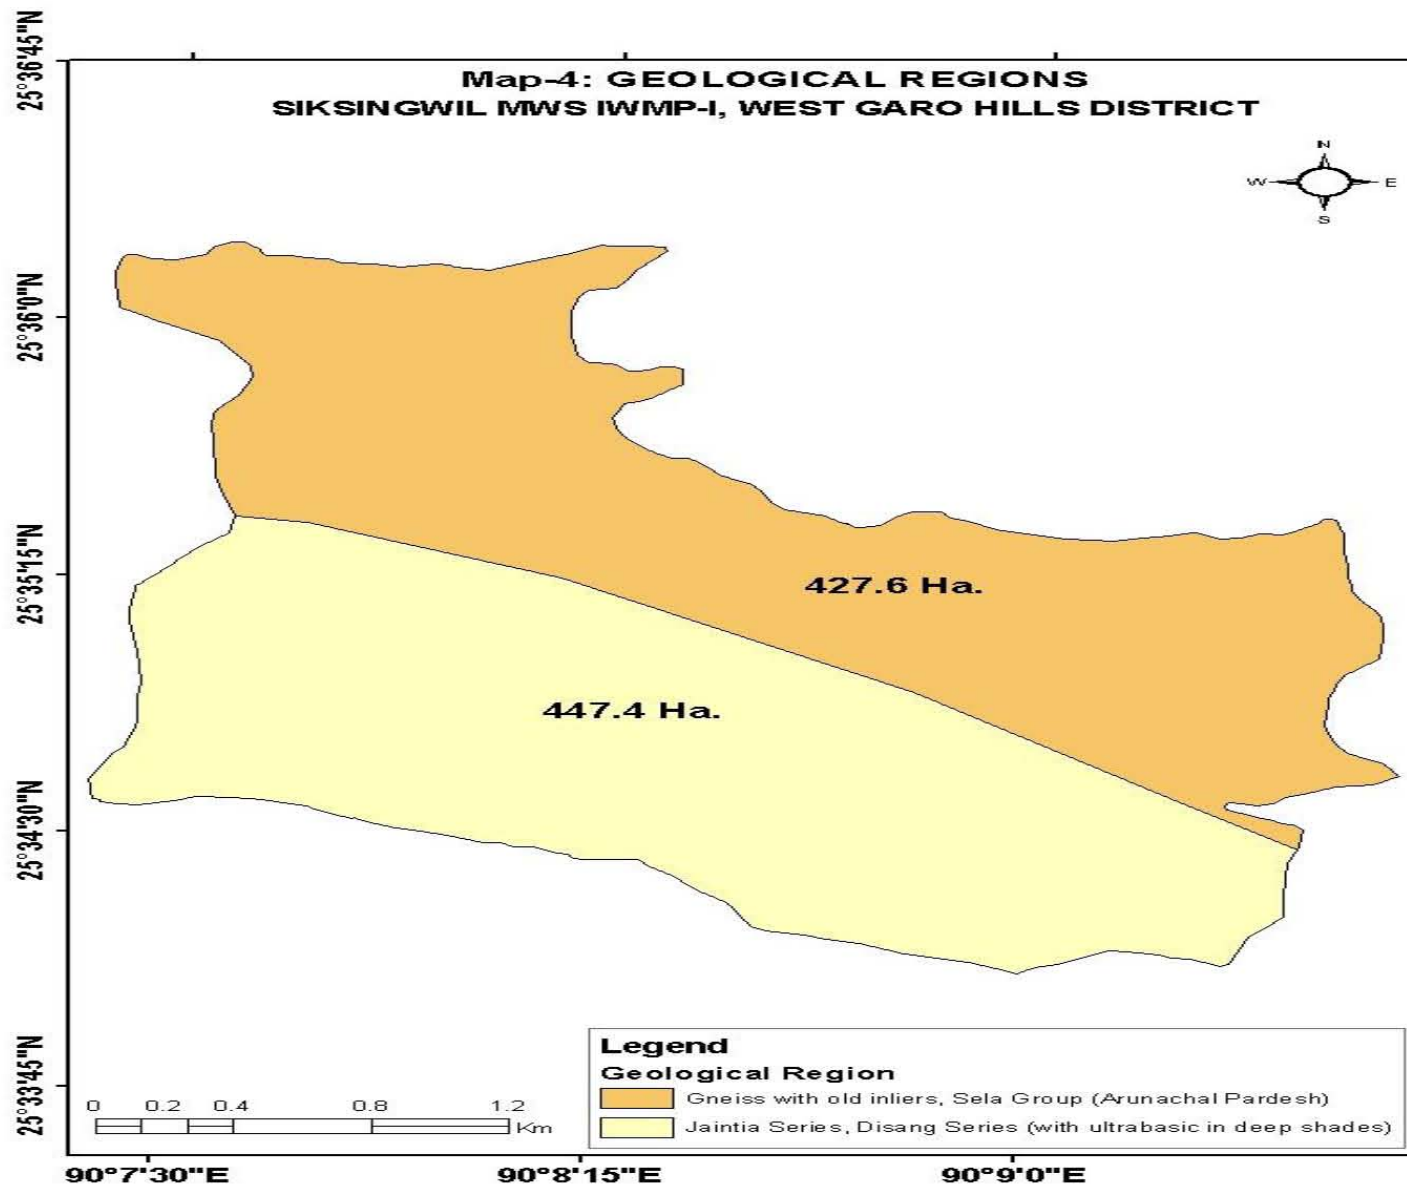 Map-4: GEOLOGICAL REGIONS
SIKSINGWIL MWS IWMP-I, WEST GARO HILLS DISTRICT
N
W E
S
25°36'45"N
25°36'0"N
25°35'15"N
25°34'30"N
25°33'45"N
427.6 Ha.
447.4 Ha.
Legend
Geological Region
Gneiss with old inliers, Sela Group (Arunachal Pardesh)
Jaintia Series, Disang Series (with ultrabasic in deep shades)
0 0.2 0.4 0.8 1.2
Km
90°7'30"E 90°8'15"E 90°9'0"E